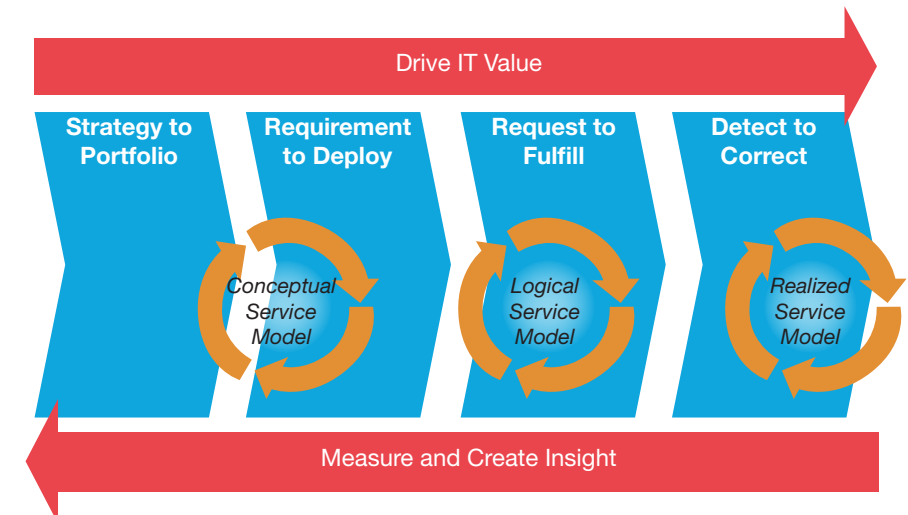 Drive IT Value
Strategy to
Portfolio
Requirement
to Deploy
Request to
Fulfill
Detect to
Correct
Conceptual
Service
Model
Logical
Service
Model
Realized
Service
Model
Measure and Create Insight